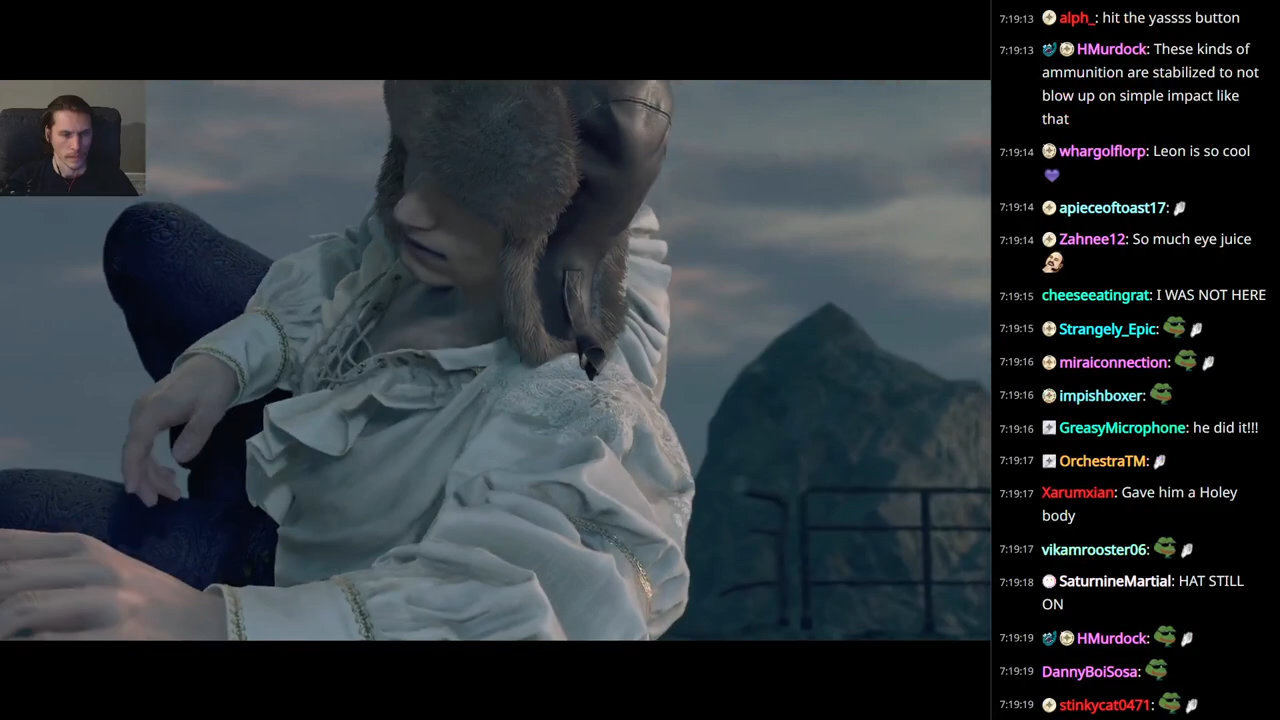 7:19:13 alph_: hit the yassss button
7:19:13 HMurdock: These kinds of
ammunition are stabilized to not
blow up on simple impact like
that
7:19:14 whargolflorp: Leon is so cool
7:19:14 apieceoftoast17:
7:19:14 Zahnee12: So much eye juice
7:19:15 cheeseeatingrat: I WAS NOT HERE
7:19:15 Strangely_Epic:
7:19:16 miraiconnection:
7:19:16 impishboxer:
7:19:16 GreasyMicrophone: he did it!!!
7:19:17 OrchestraTM:
7:19:17 Xarumxian: Gave him a Holey
body
7:19:17 vikamrooster06:
7:19:18 SaturnineMartial: HAT STILL
ON
7:19:19 HMurdock:
7:19:19 DannyBoiSosa:
7:19:19 stinkycat0471: